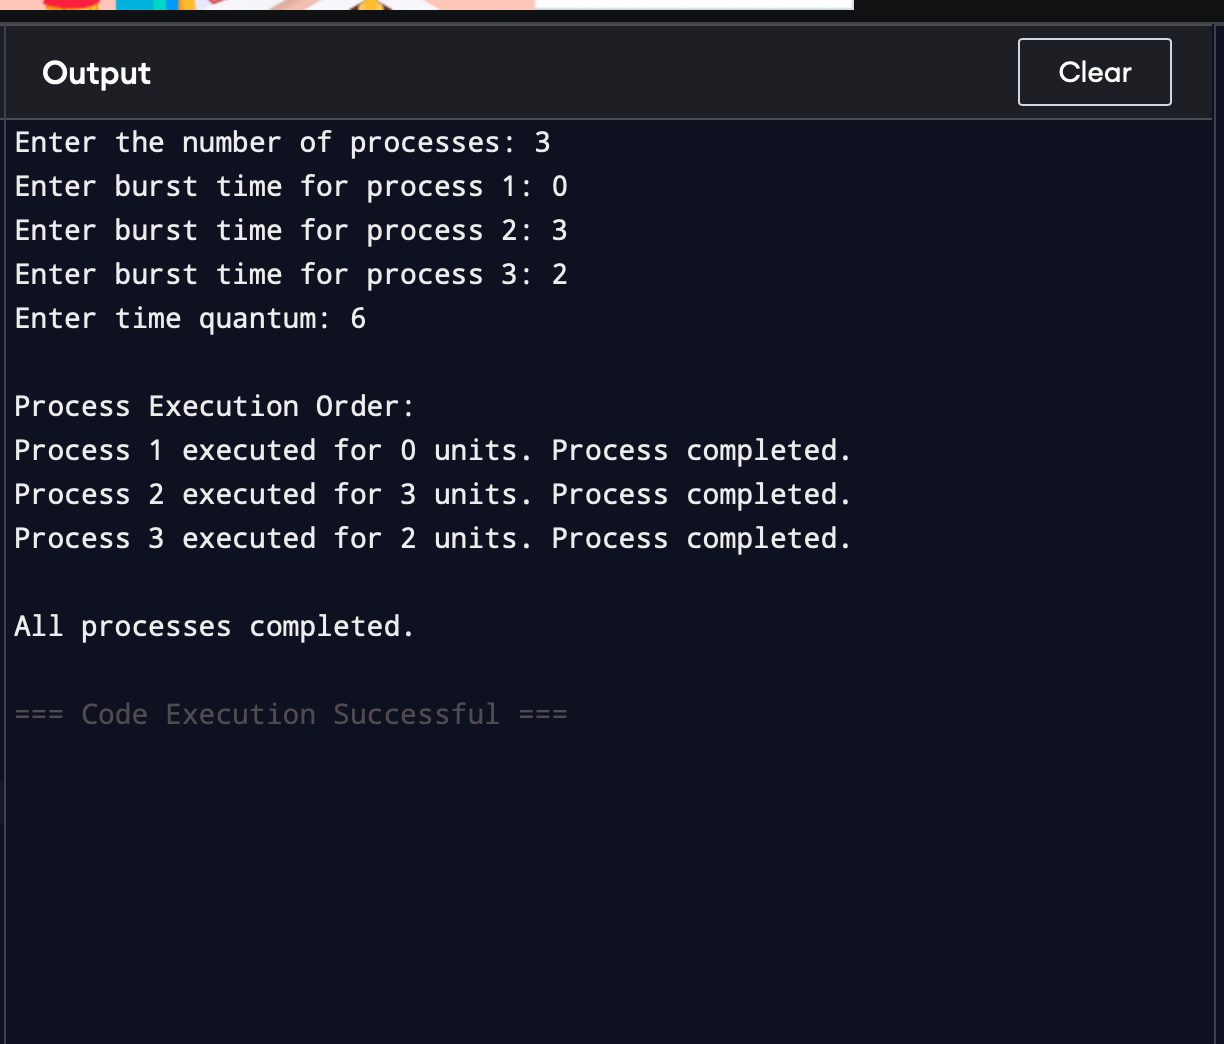 Output
Clear
Enter the number of processes: 3
Enter burst time for process 1: 0
Enter burst time for process 2: 3
Enter burst time for process 3: 2
Enter time quantum: 6
Process Execution Order:
Process 1 executed for 0 units. Process completed.
Process 2 executed for 3 units. Process completed.
Process 3 executed for 2 units. Process completed.
All processes completed.
=== Code Execution Successful ===